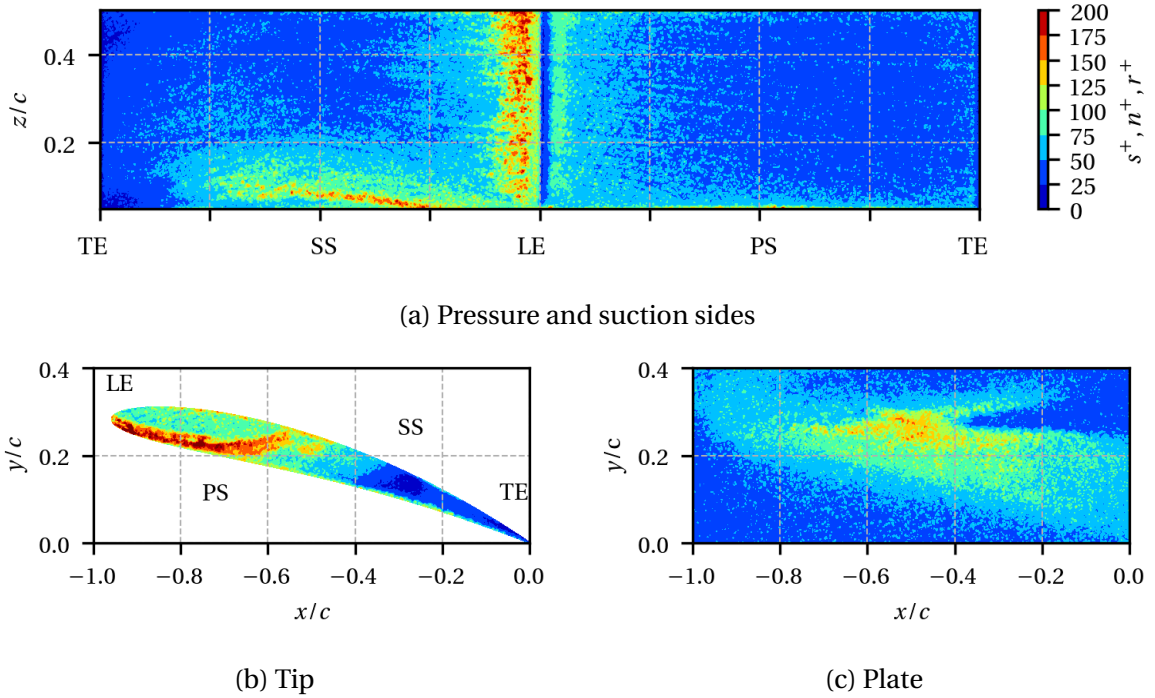 200
175
150
125
100
75
50
25
0
s⁺, n⁺, r⁺
0.4
0.2
z/c
TE SS LE PS TE
(a) Pressure and suction sides
0.4
0.2
0.0
y/c
LE
SS
PS
TE
−1.0 −0.8 −0.6 −0.4 −0.2 0.0
x/c
(b) Tip
0.4
0.2
0.0
y/c
−1.0 −0.8 −0.6 −0.4 −0.2 0.0
x/c
(c) Plate